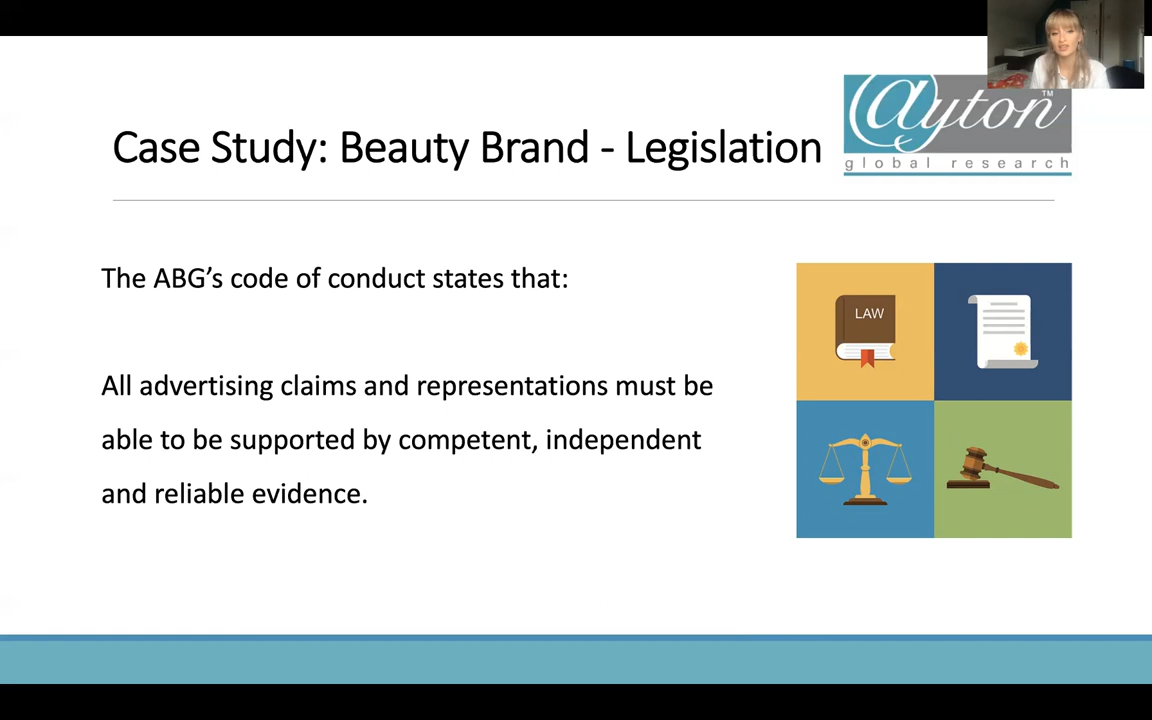 @yton™
global research
Case Study: Beauty Brand - Legislation
The ABG’s code of conduct states that:
LAW
All advertising claims and representations must be
able to be supported by competent, independent
and reliable evidence.